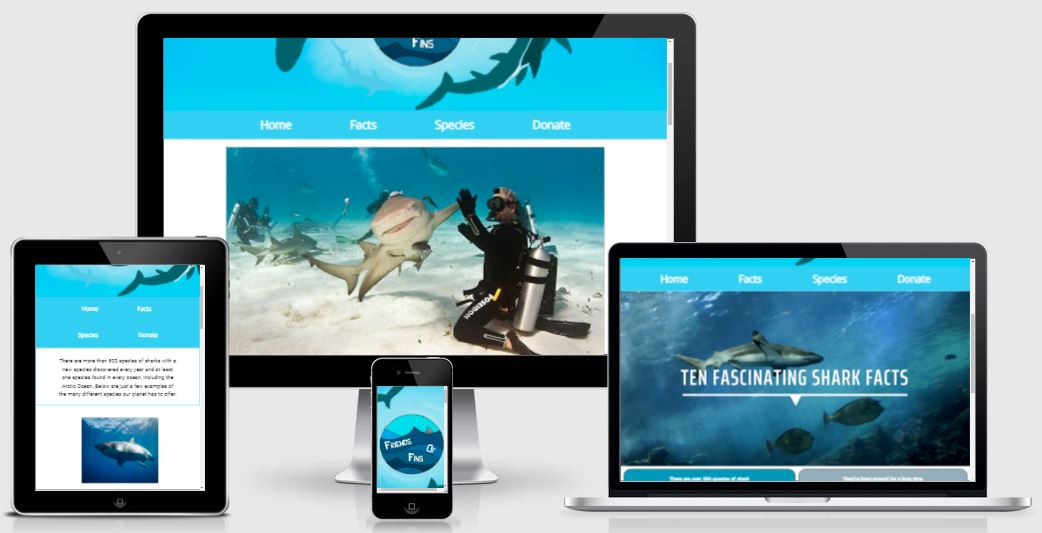 FINS
Home Facts Species Donate
POSEIDON
Home Facts
Species Donate
There are more than 500 species of sharks with a
new species discovered every year and at least
one species found in every ocean, including the
Arctic Ocean. Below are just a few examples of
the many different species our planet has to offer.
FRIENDS
OF
FINS
Home Facts Species Donate
TEN FASCINATING SHARK FACTS
There are over 500 species of shark
They've been around for a long time